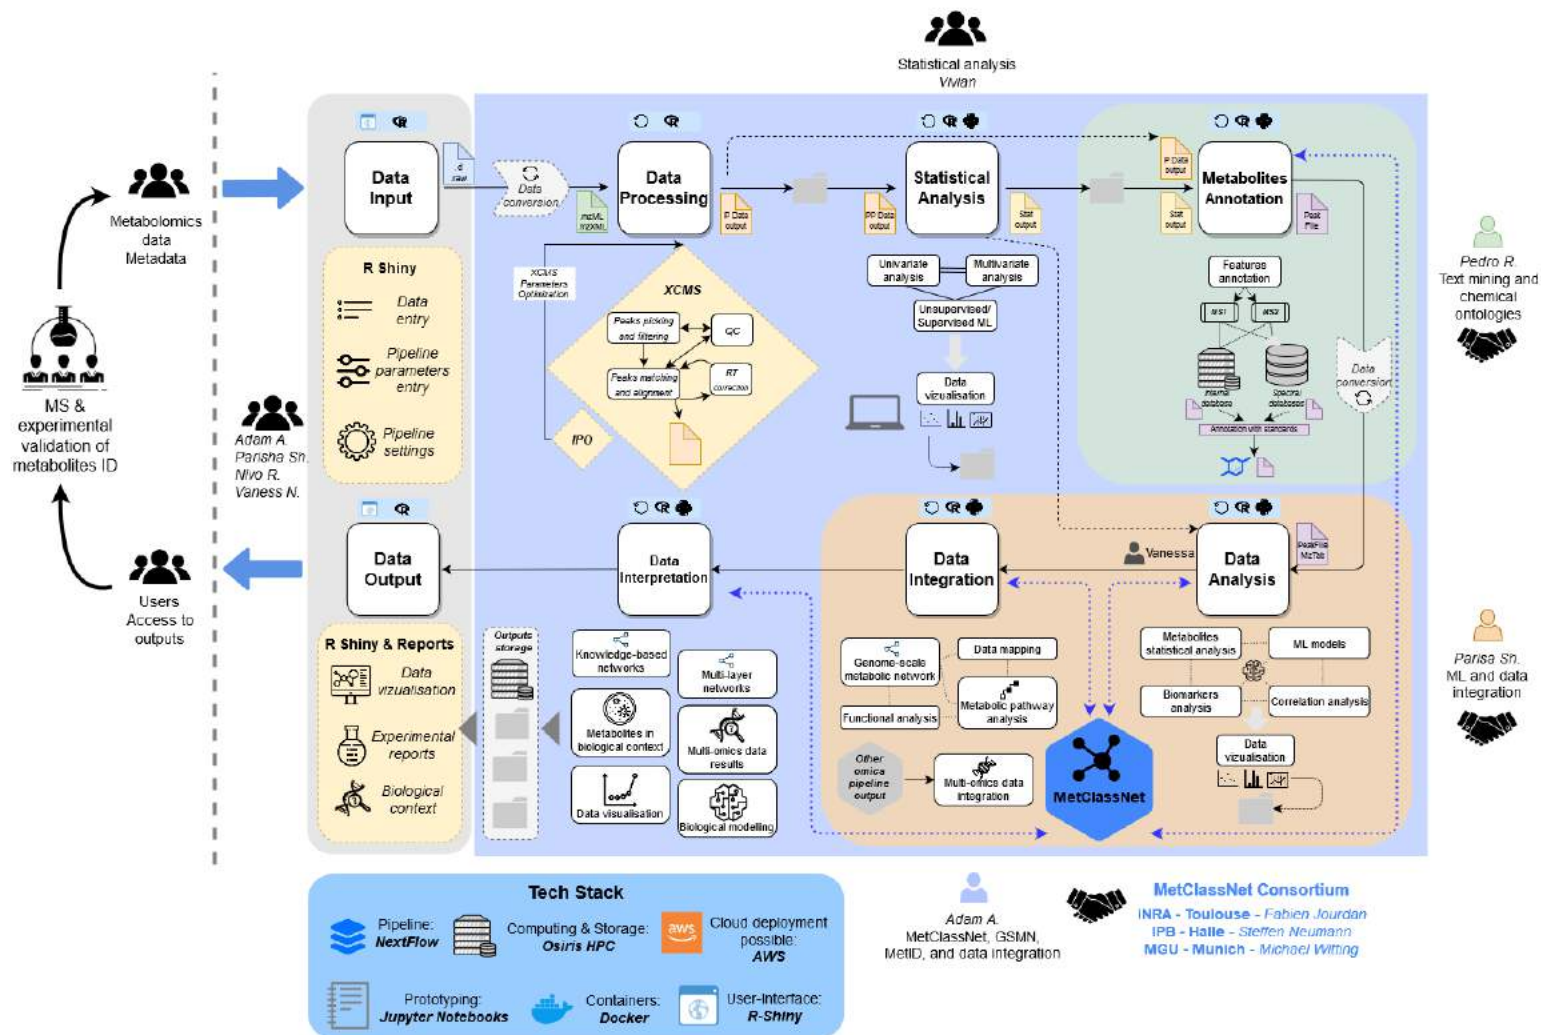 Statistical analysis
Vivian
Metabolomics
data
Metadata
MS &
experimental
validation of
metabolites ID
Users
Access to
outputs
Adam A.
Parisha Sh.
Nivo R.
Vaness N.
Data
Input
.d
raw
Data
conversion
mzML
mzXML
Data
Processing
P Data
output
PP Data
output
Statistical
Analysis
Stat
output
P Data
output
Stat
output
Metabolites
Annotation
Peak
File
R Shiny
Data
entry
Pipeline
parameters
entry
Pipeline
settings
XCMS
Parameters
Optimization
XCMS
Peaks picking
and filtering
QC
Peaks matching
and alignment
RT
correction
IPO
Univariate
analysis
Multivariate
analysis
Unsupervised/
Supervised ML
Data
vizualisation
Features
annotation
MS1
MS2
Internal
database
Spectral
databases
Annotation with standards
Data
conversion
Pedro R.
Text mining and
chemical
ontologies
Data
Output
Data
Interpretation
Data
Integration
Vanessa
Data
Analysis
PeakFile
MzTab
R Shiny & Reports
Data
vizualisation
Experimental
reports
Biological
context
Outputs
storage
Knowledge-based
networks
Multi-layer
networks
Metabolites in
biological context
Multi-omics data
results
Data visualisation
Biological modelling
Genome-scale
metabolic network
Data mapping
Functional analysis
Metabolic pathway
analysis
Other
omica
pipeline
output
Multi-omics data
integration
MetClassNet
Metabolites
statistical analysis
ML models
Biomarkers
analysis
Correlation analysis
Data
vizualisation
Parisa Sh.
ML and data
integration
Tech Stack
Pipeline:
NextFlow
Computing & Storage:
Osiris HPC
aws
Cloud deployment
possible:
AWS
Prototyping:
Jupyter Notebooks
Containers:
Docker
User-Interface:
R-Shiny
Adam A.
MetClassNet, GSMN,
MetID, and data integration
MetClassNet Consortium
INRA - Toulouse - Fabien Jourdan
IPB - Halle - Steffen Neumann
MGU - Munich - Michael Witting